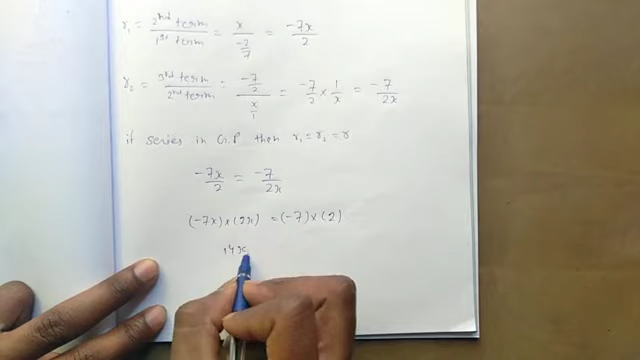 r₁ = 2nd term / 1st term = x / (-2/7) = -7x/2
r₂ = 3rd term / 2nd term = (-7/2) / (x/1) = -7/2 × 1/x = -7/2x
if series in G.P then r₁ = r₂ = r
-7x/2 = -7/2x
(-7x) × (2x) = (-7) × (2)
14x